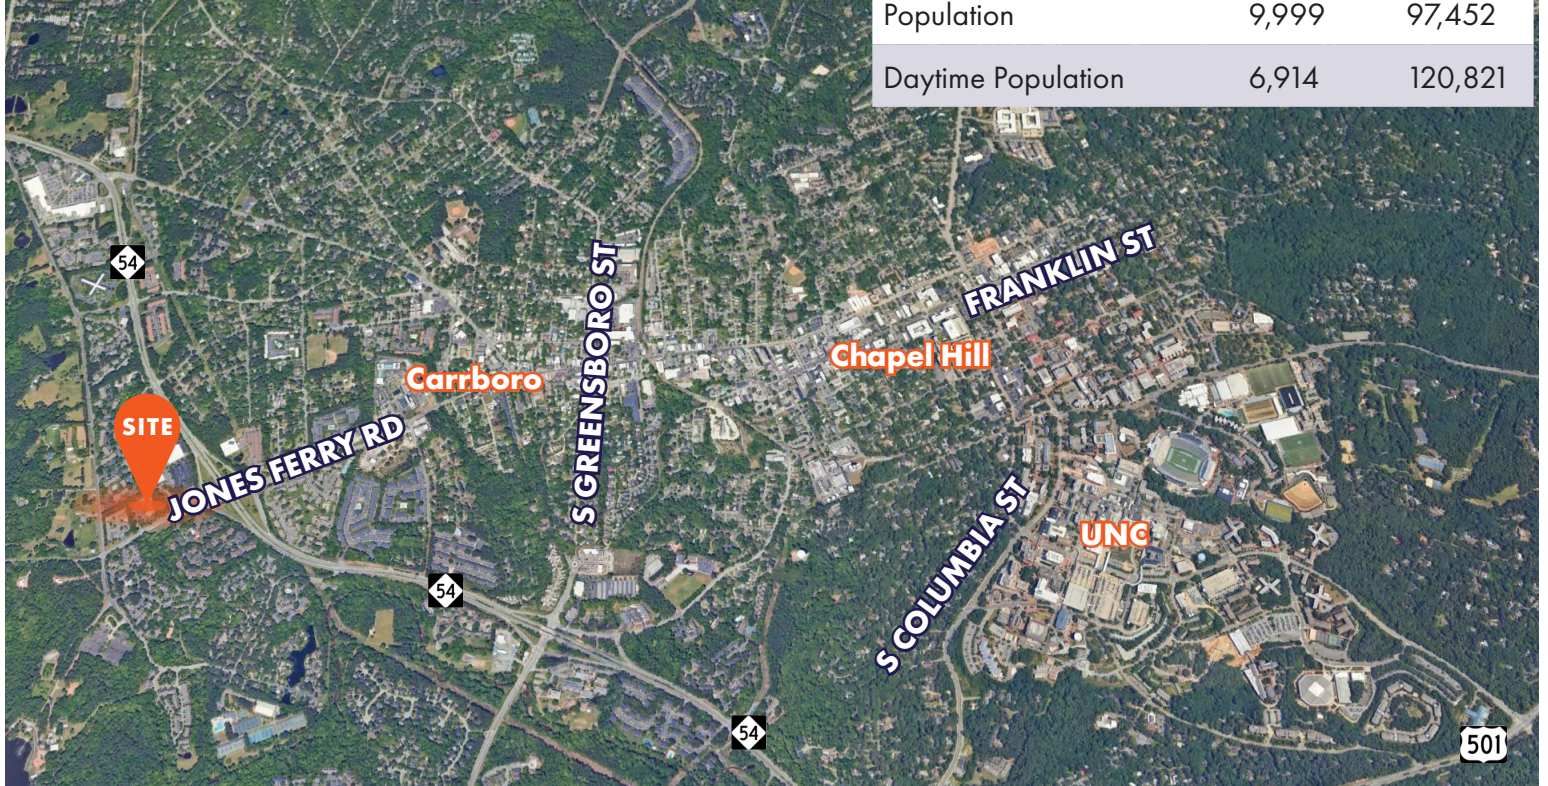 Population 9,999 97,452
Daytime Population 6,914 120,821
54
FRANKLIN ST
S GREENSBORO ST
Chapel Hill
Carrboro
SITE
JONES FERRY RD
S COLUMBIA ST
UNC
54
54
501